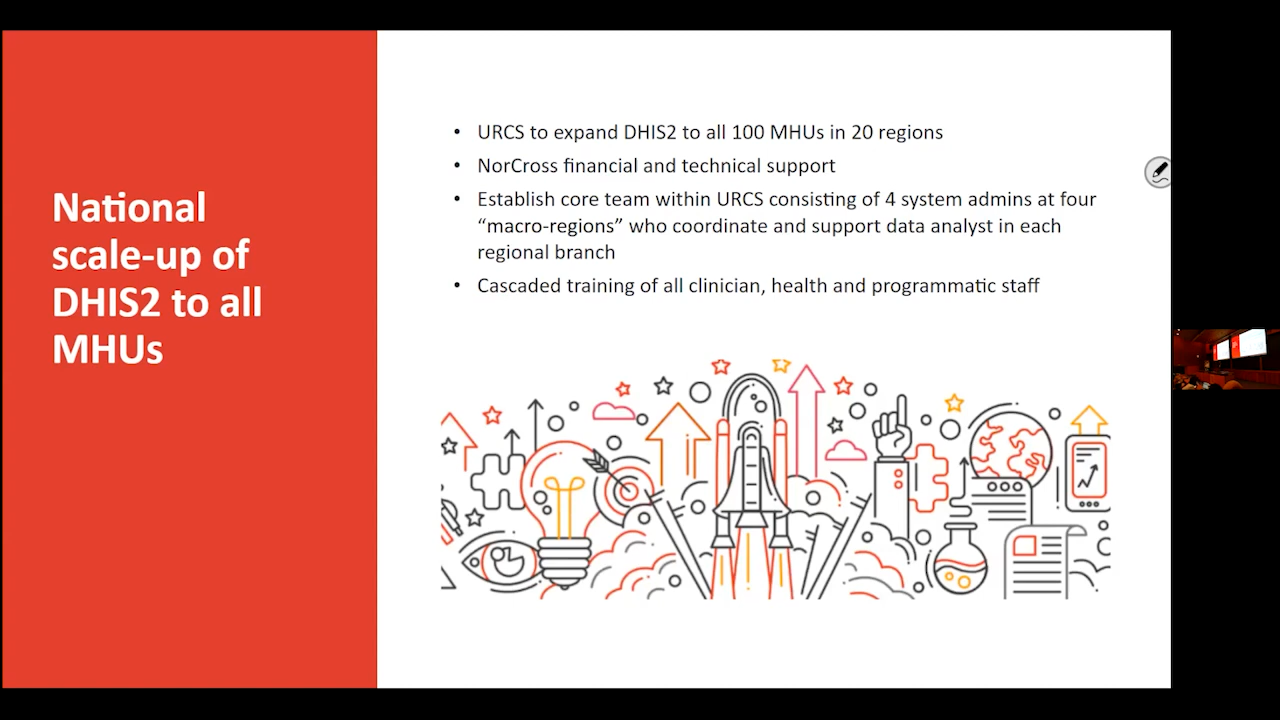 National
scale-up of
DHIS2 to all
MHUs
• URCS to expand DHIS2 to all 100 MHUs in 20 regions
• NorCross financial and technical support
• Establish core team within URCS consisting of 4 system admins at four
“macro-regions” who coordinate and support data analyst in each
regional branch
• Cascaded training of all clinician, health and programmatic staff